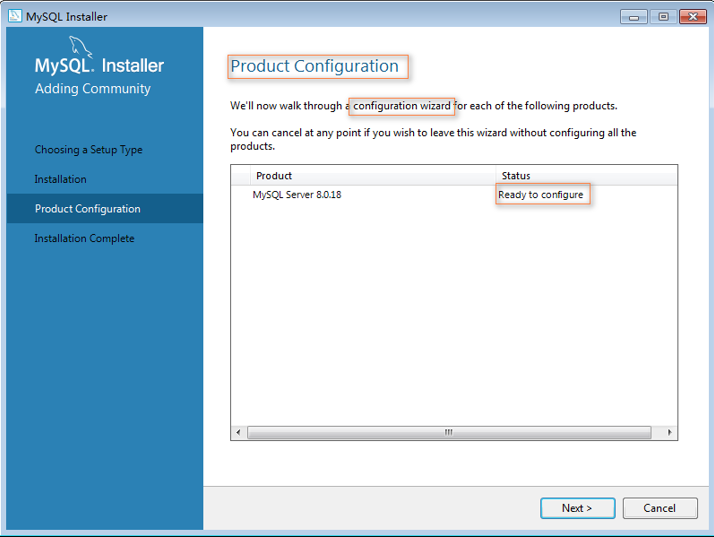 MySQL Installer
MySQL. Installer
Adding Community
Choosing a Setup Type
Installation
Product Configuration
Installation Complete
Product Configuration
We'll now walk through a configuration wizard for each of the following products.
You can cancel at any point if you wish to leave this wizard without configuring all the
products.
Product Status
MySQL Server 8.0.18 Ready to configure
Next > Cancel